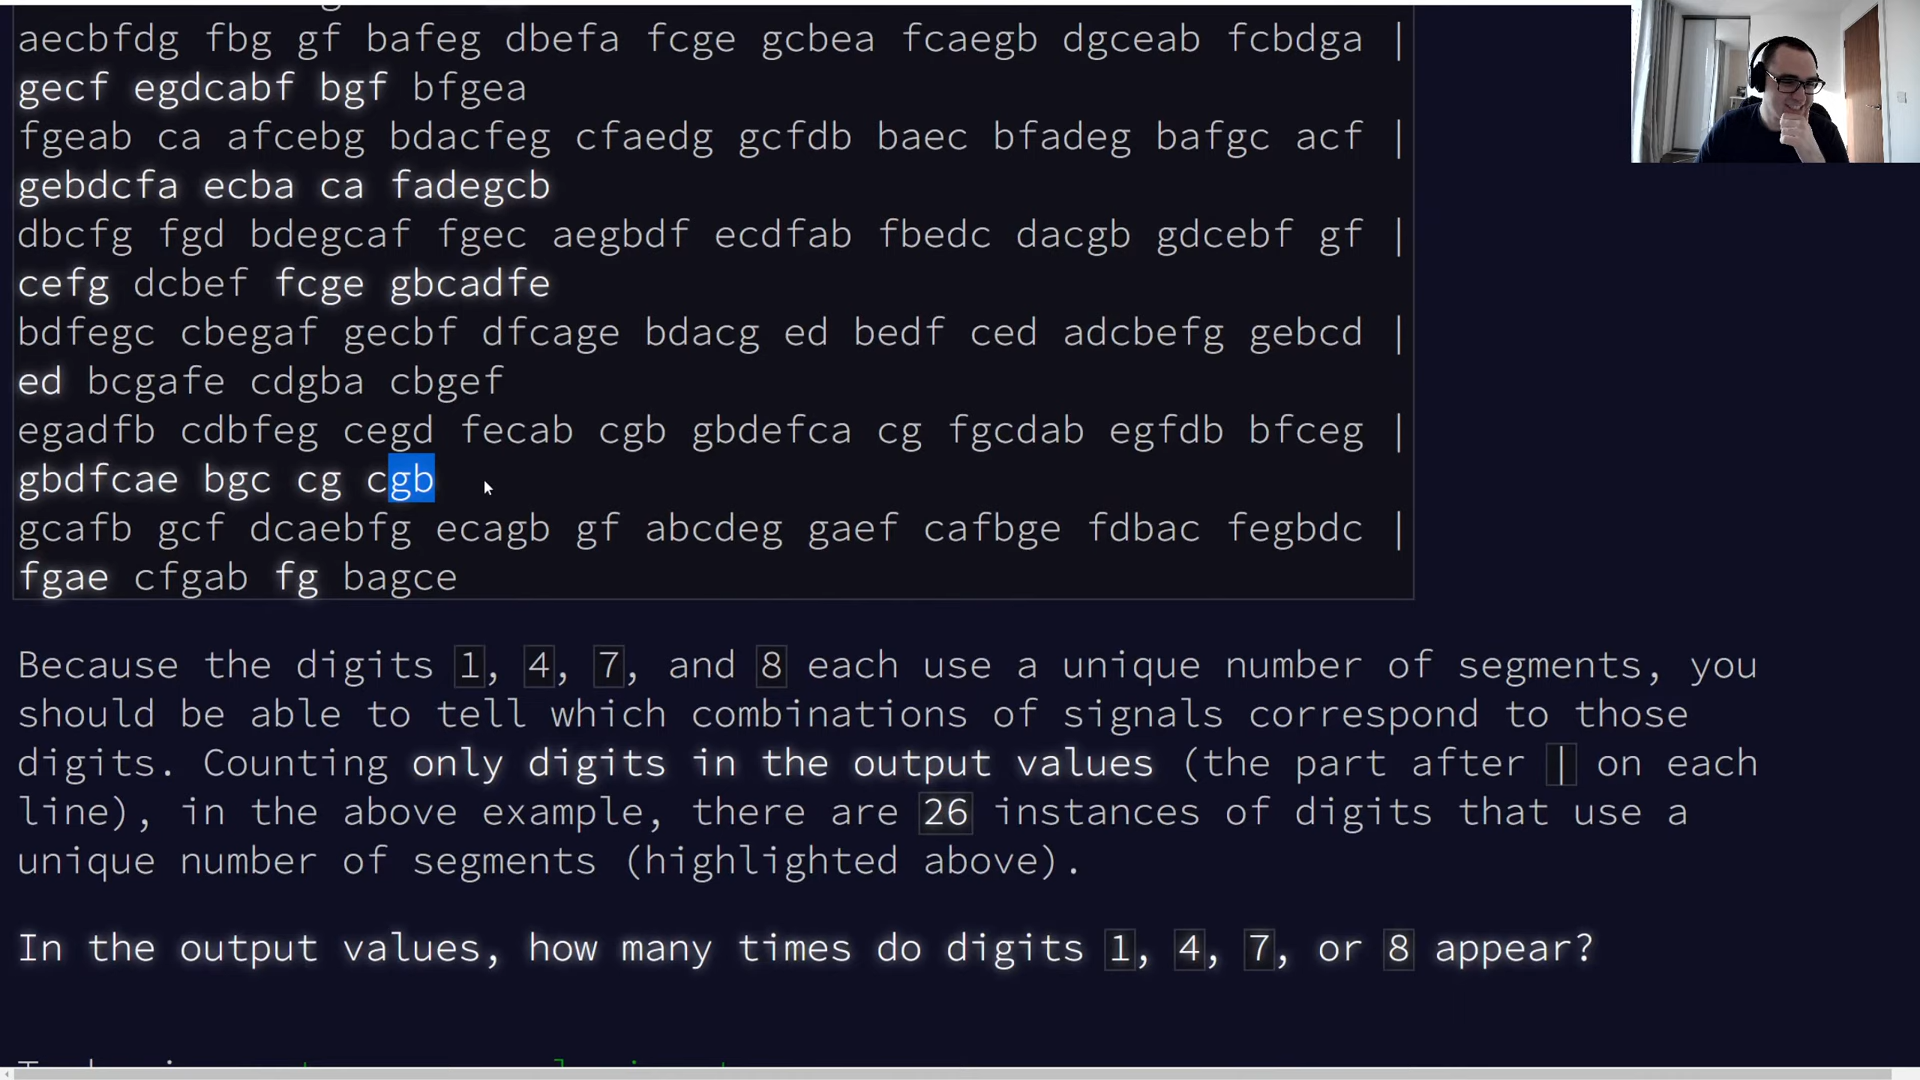 aecbfdg fbg gf bafeg dbefa fcge gcbea fcaegb dgceab fcbdga |
gecf egdcabf bgf bfgea
fgeab ca afcebg bdacfeg cfaedg gcfdb baec bfadeg bafgc acf |
gebdcfa ecba ca fadegcb
dbcfg fgd bdegcaf fgec aegbdf ecdfab fbedc dacgb gdcebf gf |
cefg dcbef fcge gbcadfe
bdfegc cbegaf gecbf dfcage bdacg ed bedf ced adcbefg gebcd |
ed bcgafe cdgba cbgef
egadfb cdbfeg cegd fecab cgb gbdefca cg fgcdab egfdb bfceg |
gbdfcae bgc cg cgb
gcafb gcf dcaebfg ecagb gf abcdeg gaef cafbge fdbac fegbdc |
fgae cfgab fg bagce
Because the digits 1, 4, 7, and 8 each use a unique number of segments, you
should be able to tell which combinations of signals correspond to those
digits. Counting only digits in the output values (the part after | on each
line), in the above example, there are 26 instances of digits that use a
unique number of segments (highlighted above).
In the output values, how many times do digits 1, 4, 7, or 8 appear?